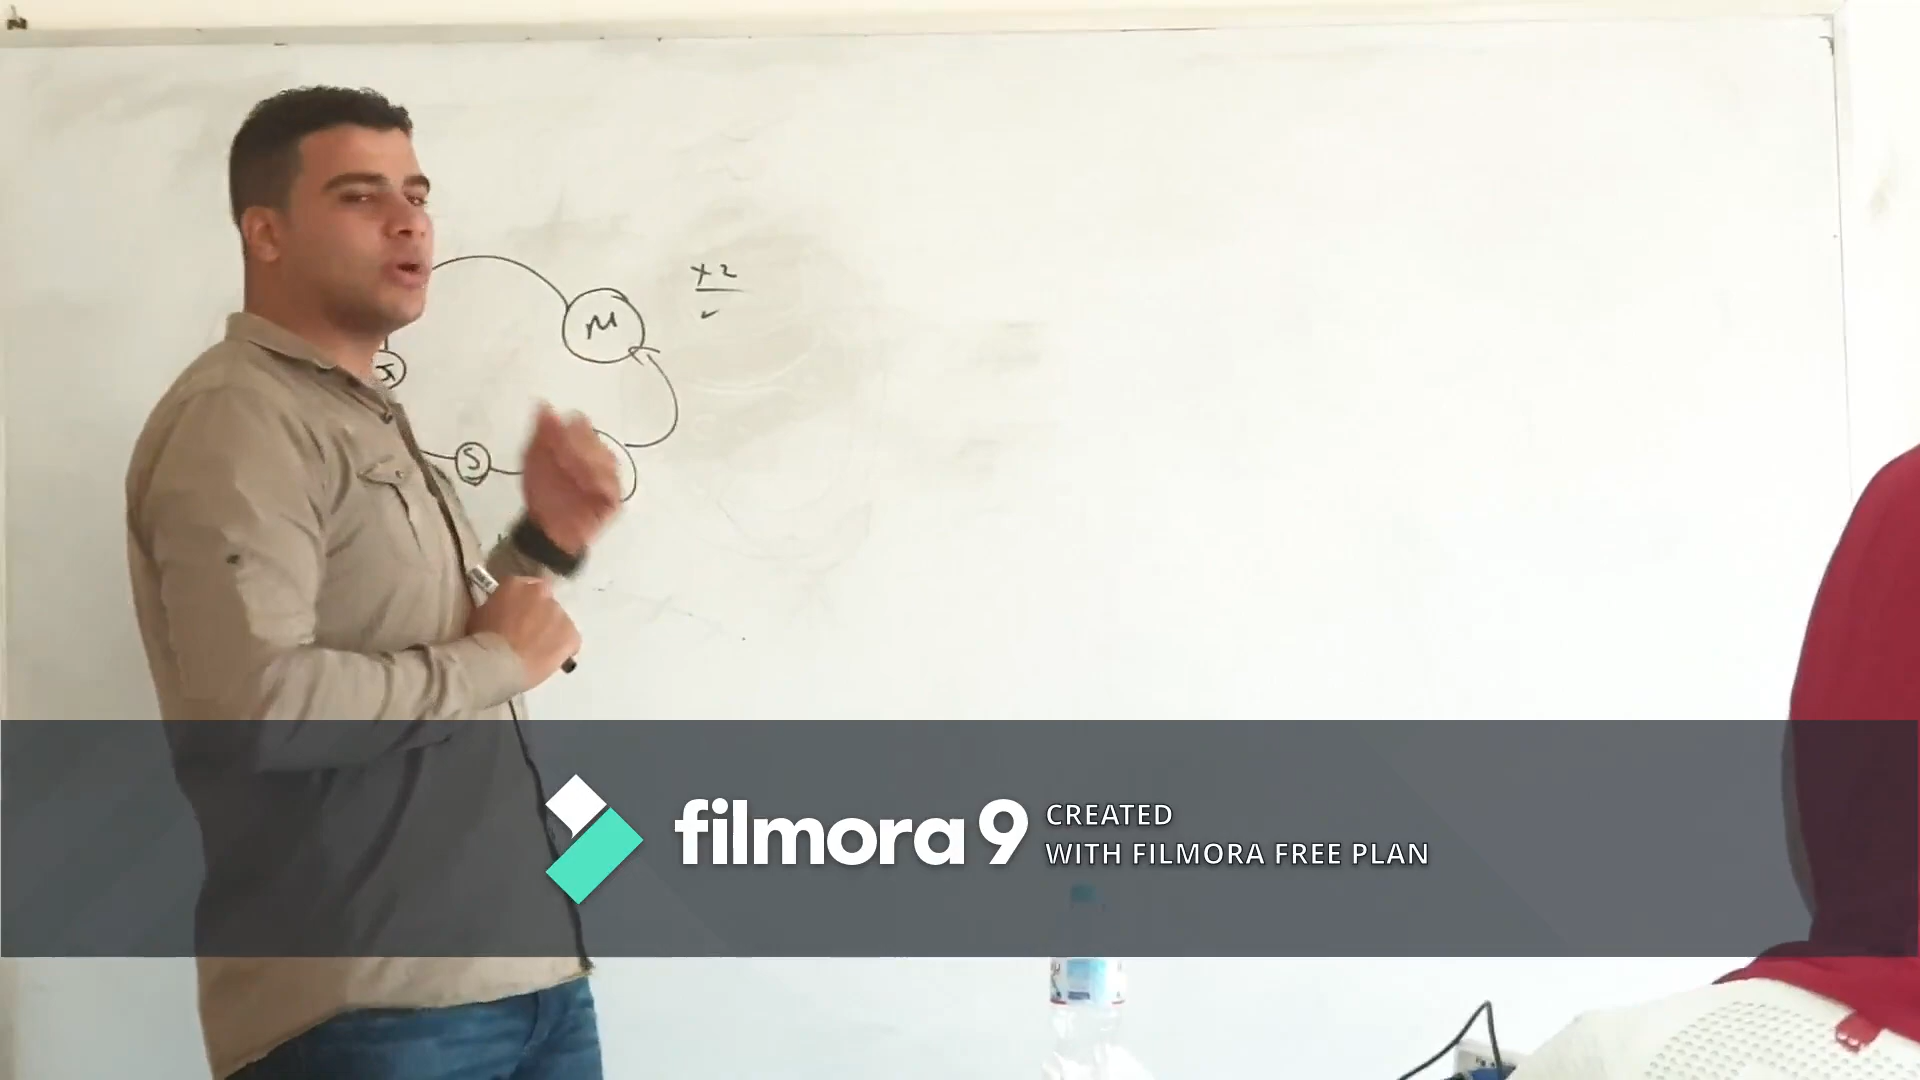 x2
M
S
filmora9
CREATED
WITH FILMORA FREE PLAN